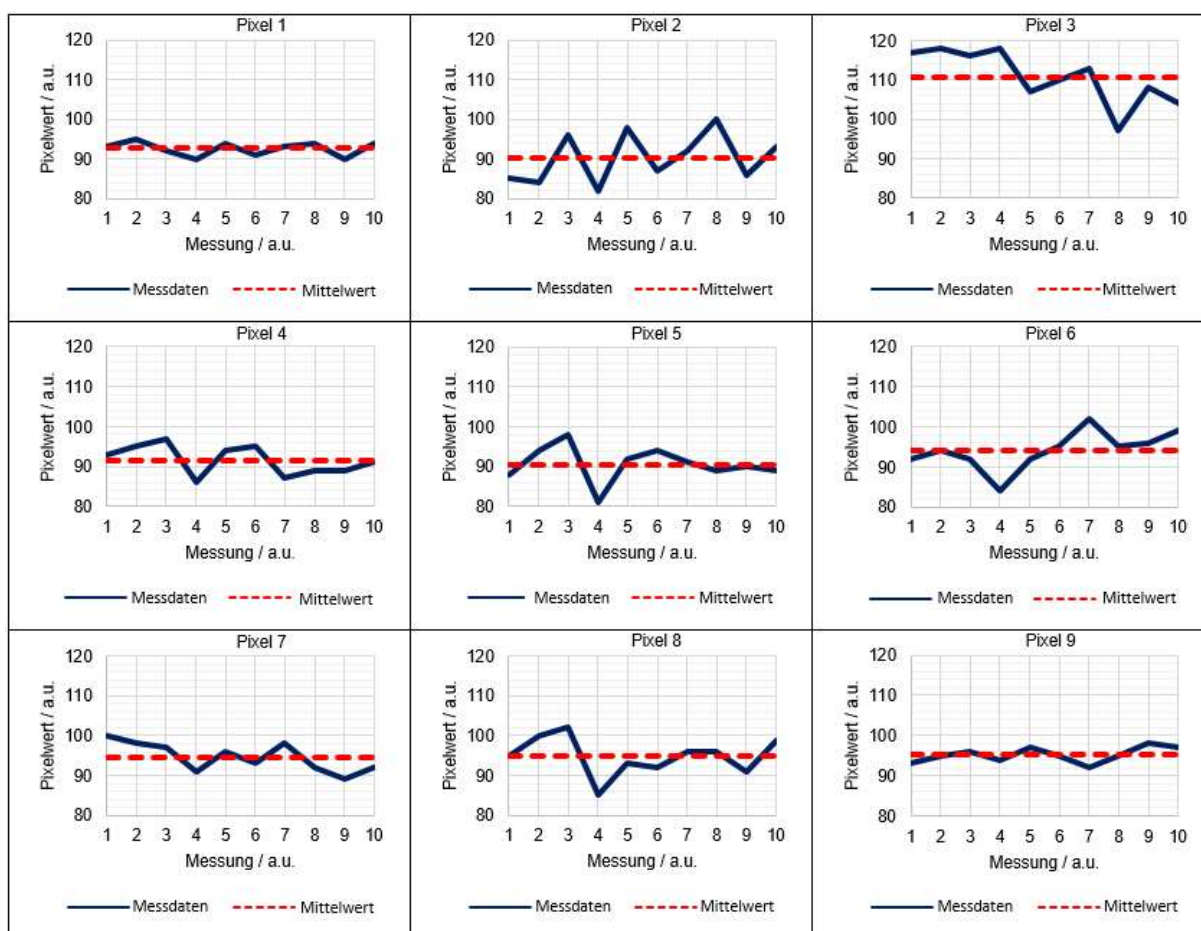 Pixel 1
Pixelwert / a.u.
120
110
100
90
80
1 2 3 4 5 6 7 8 9 10
Messung / a.u.
Messdaten Mittelwert
Pixel 2
Pixelwert / a.u.
120
110
100
90
80
1 2 3 4 5 6 7 8 9 10
Messung / a.u.
Messdaten Mittelwert
Pixel 3
Pixelwert / a.u.
120
110
100
90
80
1 2 3 4 5 6 7 8 9 10
Messung / a.u.
Messdaten Mittelwert
Pixel 4
Pixelwert / a.u.
120
110
100
90
80
1 2 3 4 5 6 7 8 9 10
Messung / a.u.
Messdaten Mittelwert
Pixel 5
Pixelwert / a.u.
120
110
100
90
80
1 2 3 4 5 6 7 8 9 10
Messung / a.u.
Messdaten Mittelwert
Pixel 6
Pixelwert / a.u.
120
110
100
90
80
1 2 3 4 5 6 7 8 9 10
Messung / a.u.
Messdaten Mittelwert
Pixel 7
Pixelwert / a.u.
120
110
100
90
80
1 2 3 4 5 6 7 8 9 10
Messung / a.u.
Messdaten Mittelwert
Pixel 8
Pixelwert / a.u.
120
110
100
90
80
1 2 3 4 5 6 7 8 9 10
Messung / a.u.
Messdaten Mittelwert
Pixel 9
Pixelwert / a.u.
120
110
100
90
80
1 2 3 4 5 6 7 8 9 10
Messung / a.u.
Messdaten Mittelwert